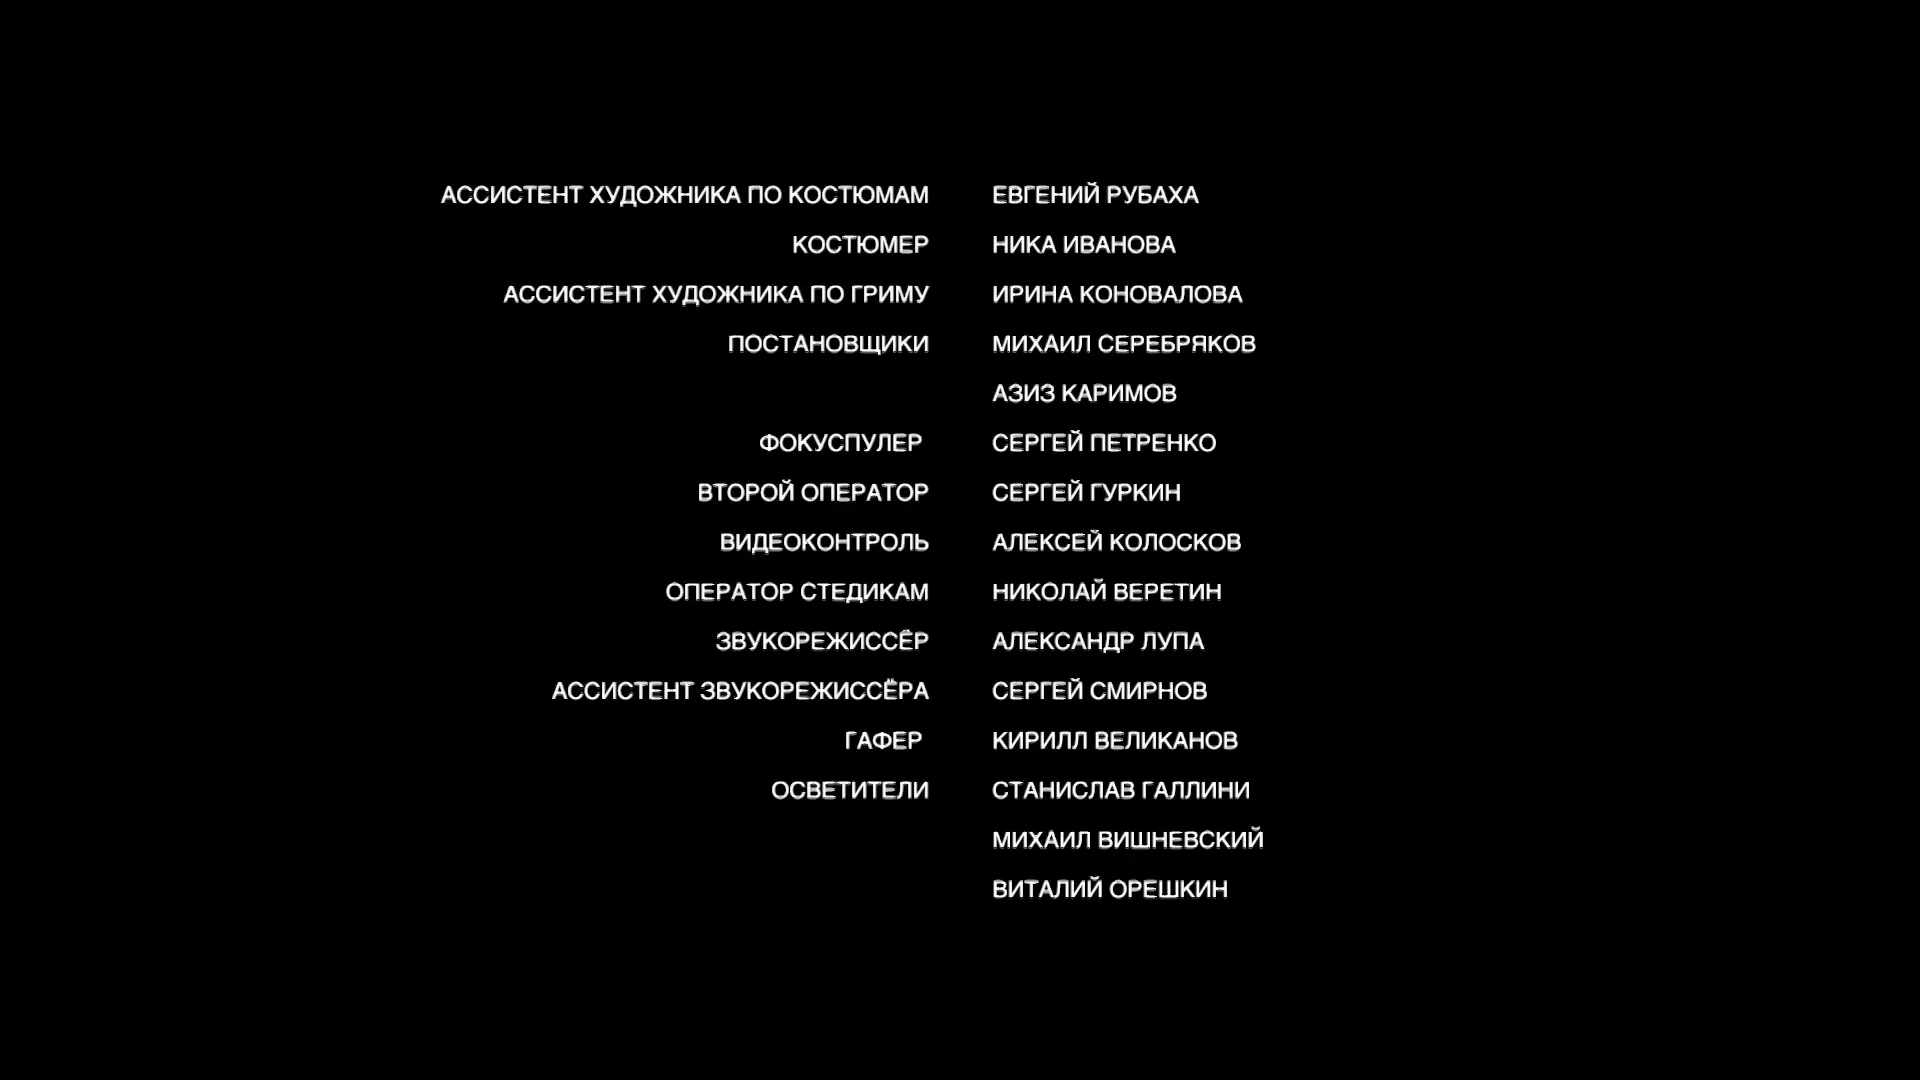 АССИСТЕНТ ХУДОЖНИКА ПО КОСТЮМАМ ЕВГЕНИЙ РУБАХА
КОСТЮМЕР НИКА ИВАНОВА
АССИСТЕНТ ХУДОЖНИКА ПО ГРИМУ ИРИНА КОНОВАЛОВА
ПОСТАНОВЩИКИ МИХАИЛ СЕРЕБРЯКОВ
АЗИЗ КАРИМОВ
ФОКУСПУЛЕР СЕРГЕЙ ПЕТРЕНКО
ВТОРОЙ ОПЕРАТОР СЕРГЕЙ ГУРКИН
ВИДЕОКОНТРОЛЬ АЛЕКСЕЙ КОЛОСКОВ
ОПЕРАТОР СТЕДИКАМ НИКОЛАЙ ВЕРЕТИН
ЗВУКОРЕЖИССЁР АЛЕКСАНДР ЛУПА
АССИСТЕНТ ЗВУКОРЕЖИССЁРА СЕРГЕЙ СМИРНОВ
ГАФЕР КИРИЛЛ ВЕЛИКАНОВ
ОСВЕТИТЕЛИ СТАНИСЛАВ ГАЛЛИНИ
МИХАИЛ ВИШНЕВСКИЙ
ВИТАЛИЙ ОРЕШКИН